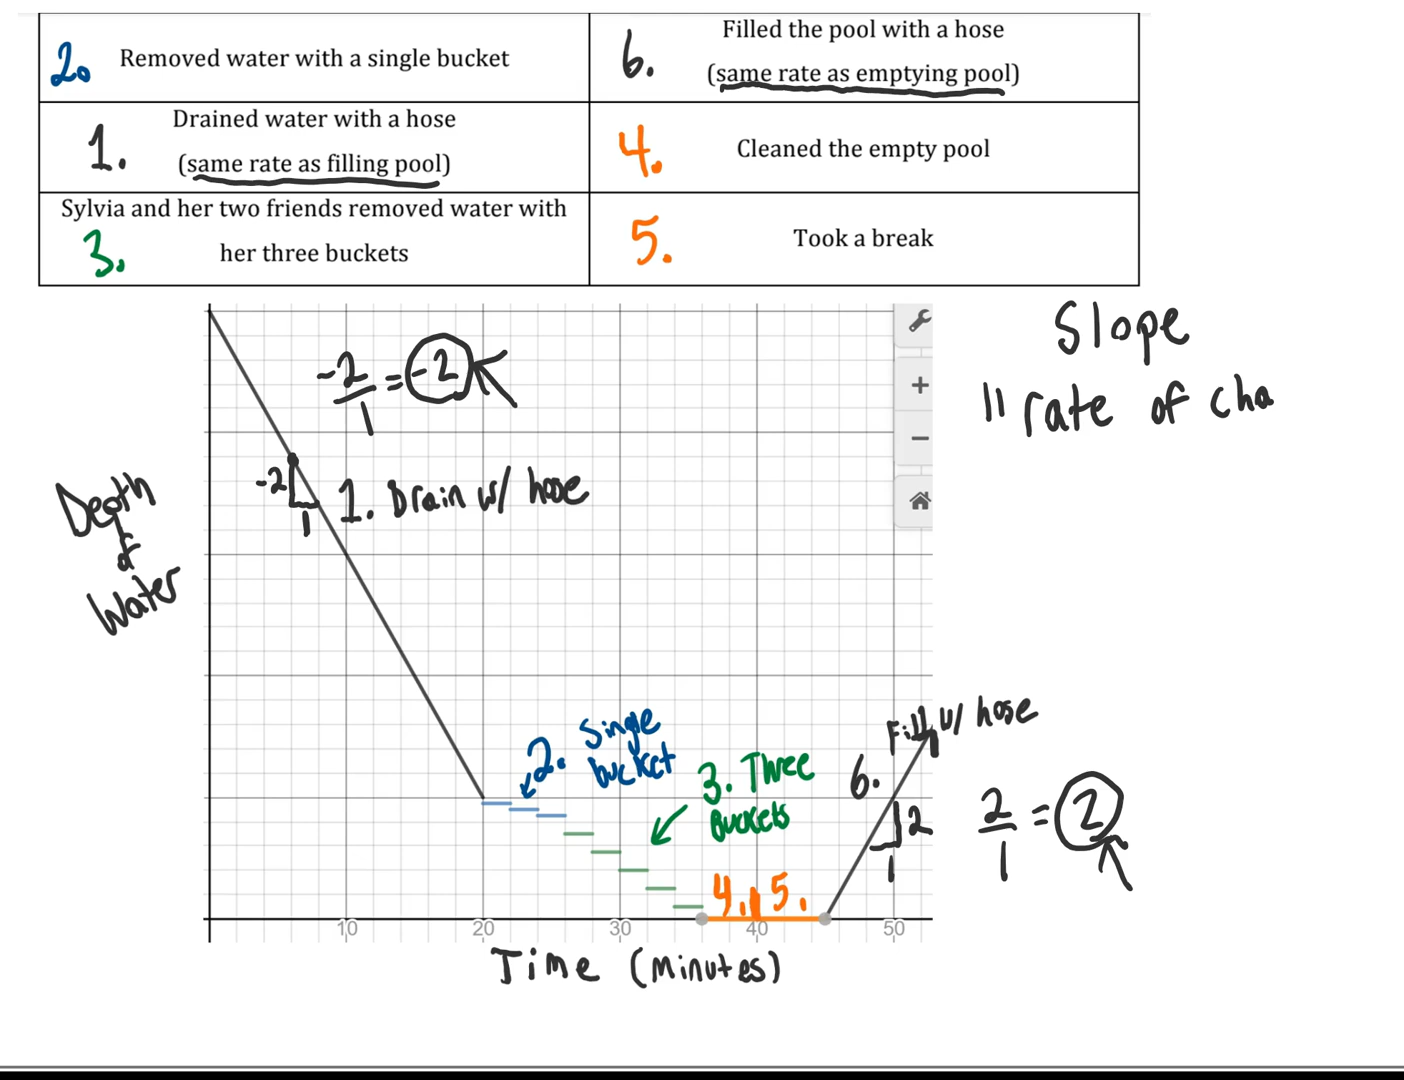 2. Removed water with a single bucket
6. Filled the pool with a hose
(same rate as emptying pool)
1. Drained water with a hose
(same rate as filling pool)
4. Cleaned the empty pool
Sylvia and her two friends removed water with
3. her three buckets
5. Took a break
Slope
" rate of cha
-2/1 = -2
Depth
of
Water
-2
1
1. Drain w/ hose
2. Single
bucket
3. Three
Buckets
Fill w/ hose
6.
2
1
2/1 = 2
4. 5.
10 20 30 40 50
Time (Minutes)